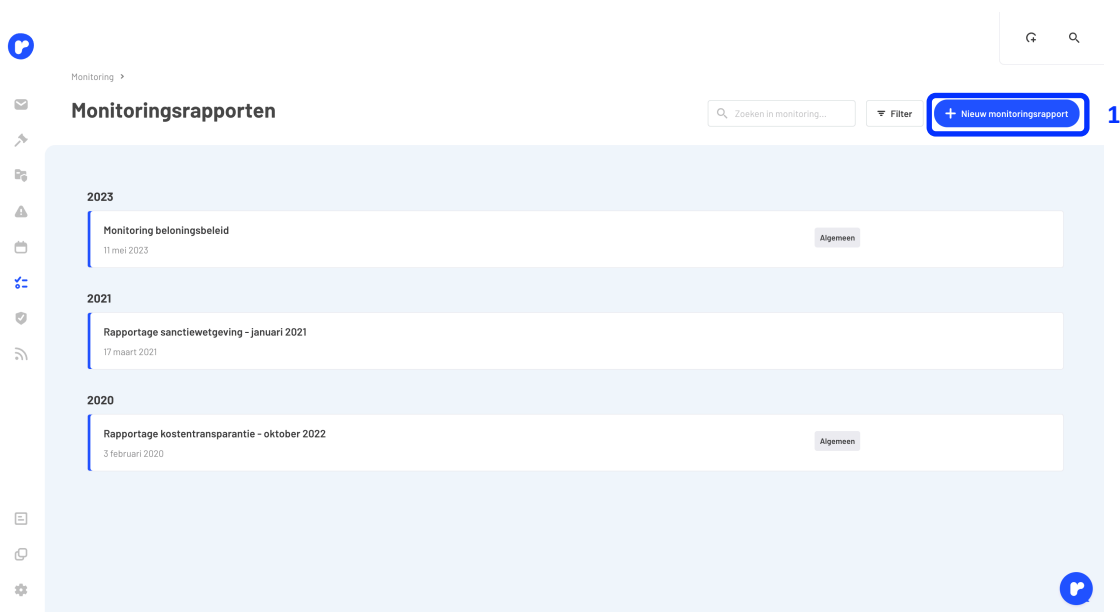 Monitoring
Monitoringsrapporten
Zoeken in monitoring...
Filter
Nieuw monitoringsrapport
1
2023
Monitoring beloningsbeleid
11 mei 2023
Algemeen
2021
Rapportage sanctiewetgeving - januari 2021
17 maart 2021
2020
Rapportage kostentransparantie - oktober 2022
3 februari 2020
Algemeen